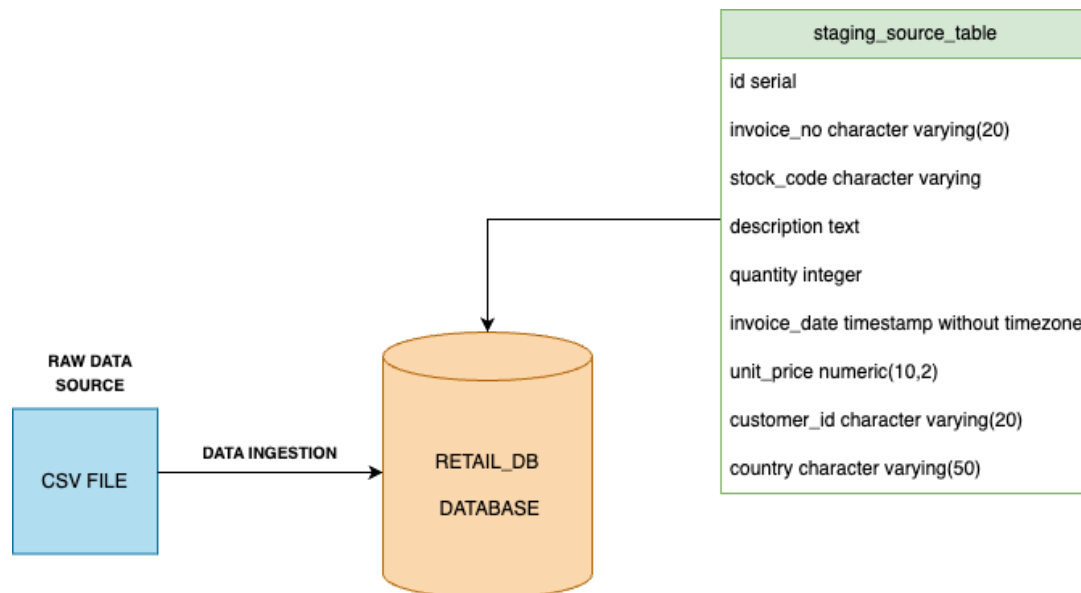 staging_source_table
id serial
invoice_no character varying(20)
stock_code character varying
description text
quantity integer
invoice_date timestamp without timezone
unit_price numeric(10,2)
customer_id character varying(20)
country character varying(50)
RAW DATA
SOURCE
CSV FILE
DATA INGESTION
RETAIL_DB
DATABASE